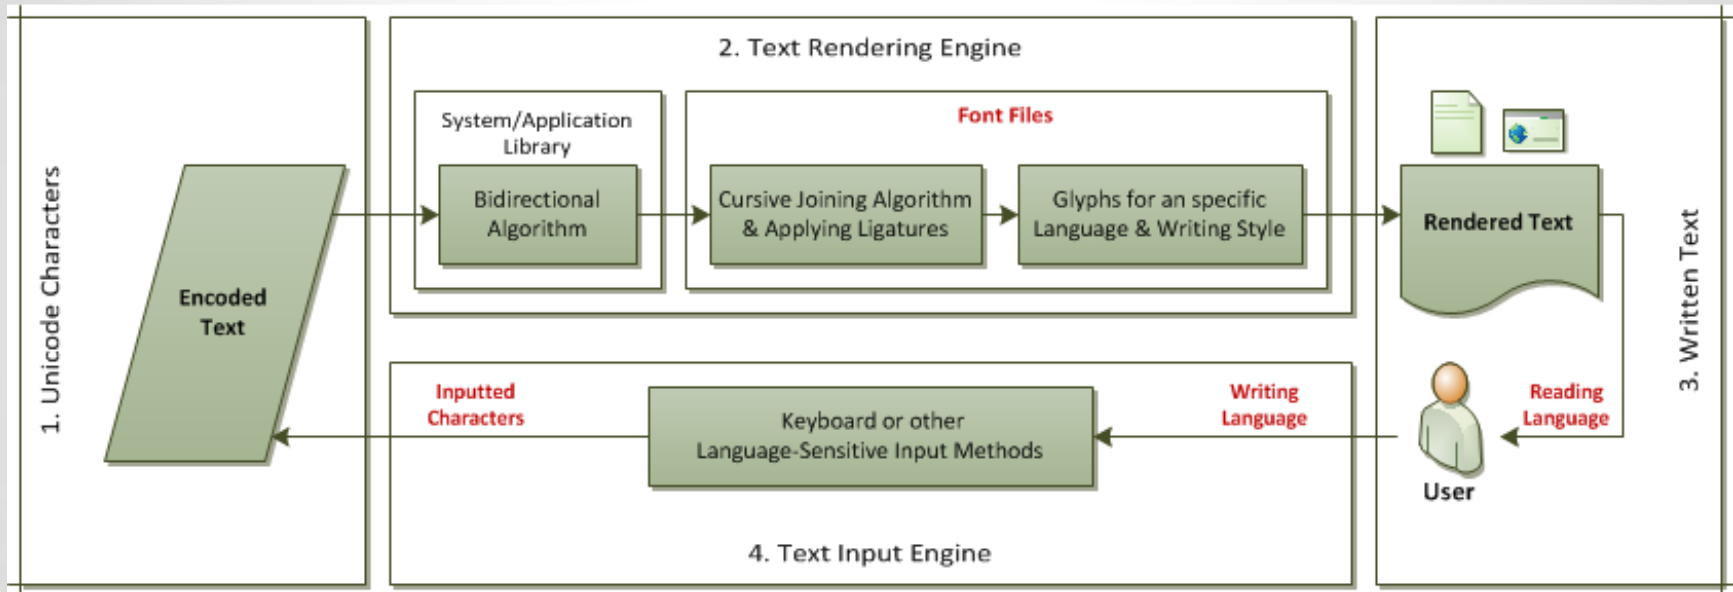 1. Unicode Characters
Encoded
Text
2. Text Rendering Engine
System/Application
Library
Bidirectional
Algorithm
Font Files
Cursive Joining Algorithm
& Applying Ligatures
Glyphs for an specific
Language & Writing Style
Rendered Text
3. Written Text
Reading
Language
User
Writing
Language
Keyboard or other
Language-Sensitive Input Methods
Inputted
Characters
4. Text Input Engine